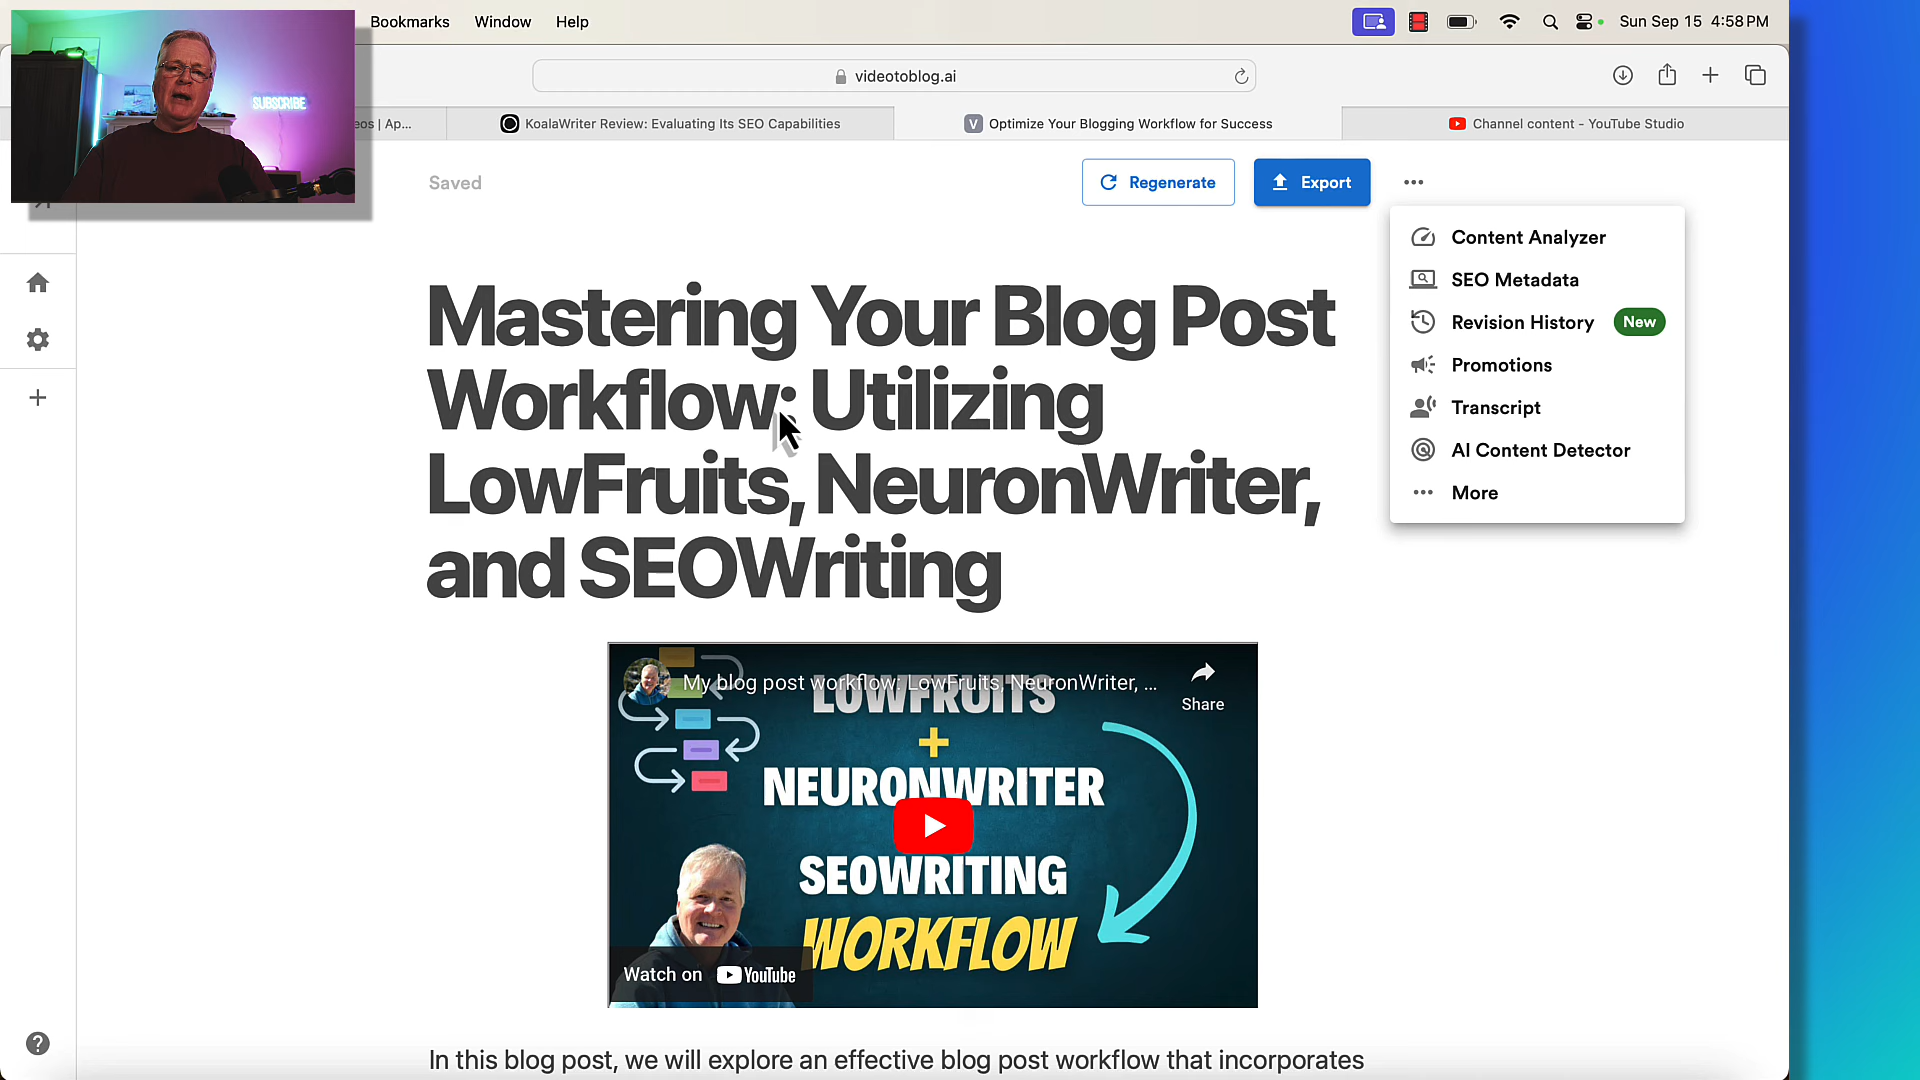 Bookmarks Window Help
Sun Sep 15 4:58 PM
SUBSCRIBE
videotoblog.ai
eos | Ap...
KoalaWriter Review: Evaluating Its SEO Capabilities
V Optimize Your Blogging Workflow for Success
Channel content - YouTube Studio
Saved
Regenerate
Export
Content Analyzer
SEO Metadata
Revision History New
Promotions
Transcript
AI Content Detector
More
Mastering Your Blog Post
Workflow: Utilizing
LowFruits, NeuronWriter,
and SEOWriting
My blog post workflow: LowFruits, NeuronWriter, ...
Share
LOWFRUITS
+
NEURONWRITER
SEOWRITING
WORKFLOW
Watch on YouTube
In this blog post, we will explore an effective blog post workflow that incorporates